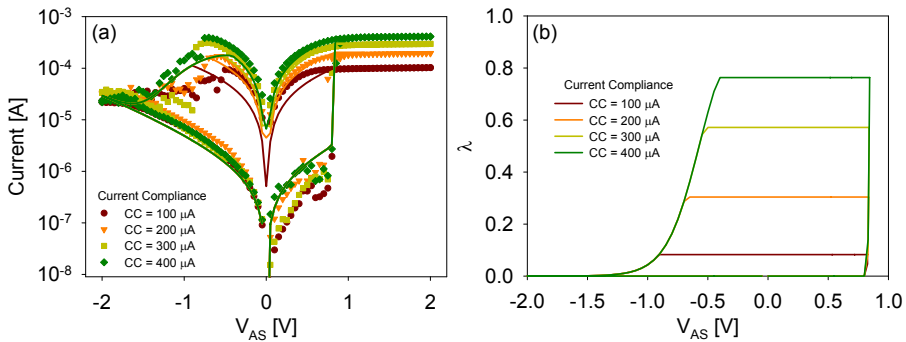 (a)
10⁻³
10⁻⁴
10⁻⁵
10⁻⁶
10⁻⁷
10⁻⁸
Current [A]
Current Compliance
CC = 100 µA
CC = 200 µA
CC = 300 µA
CC = 400 µA
-2 -1 0 1 2
V_AS [V]
(b)
1.0
0.8
0.6
0.4
0.2
0.0
λ
Current Compliance
CC = 100 µA
CC = 200 µA
CC = 300 µA
CC = 400 µA
-2.0 -1.5 -1.0 -0.5 0.0 0.5 1.0
V_AS [V]